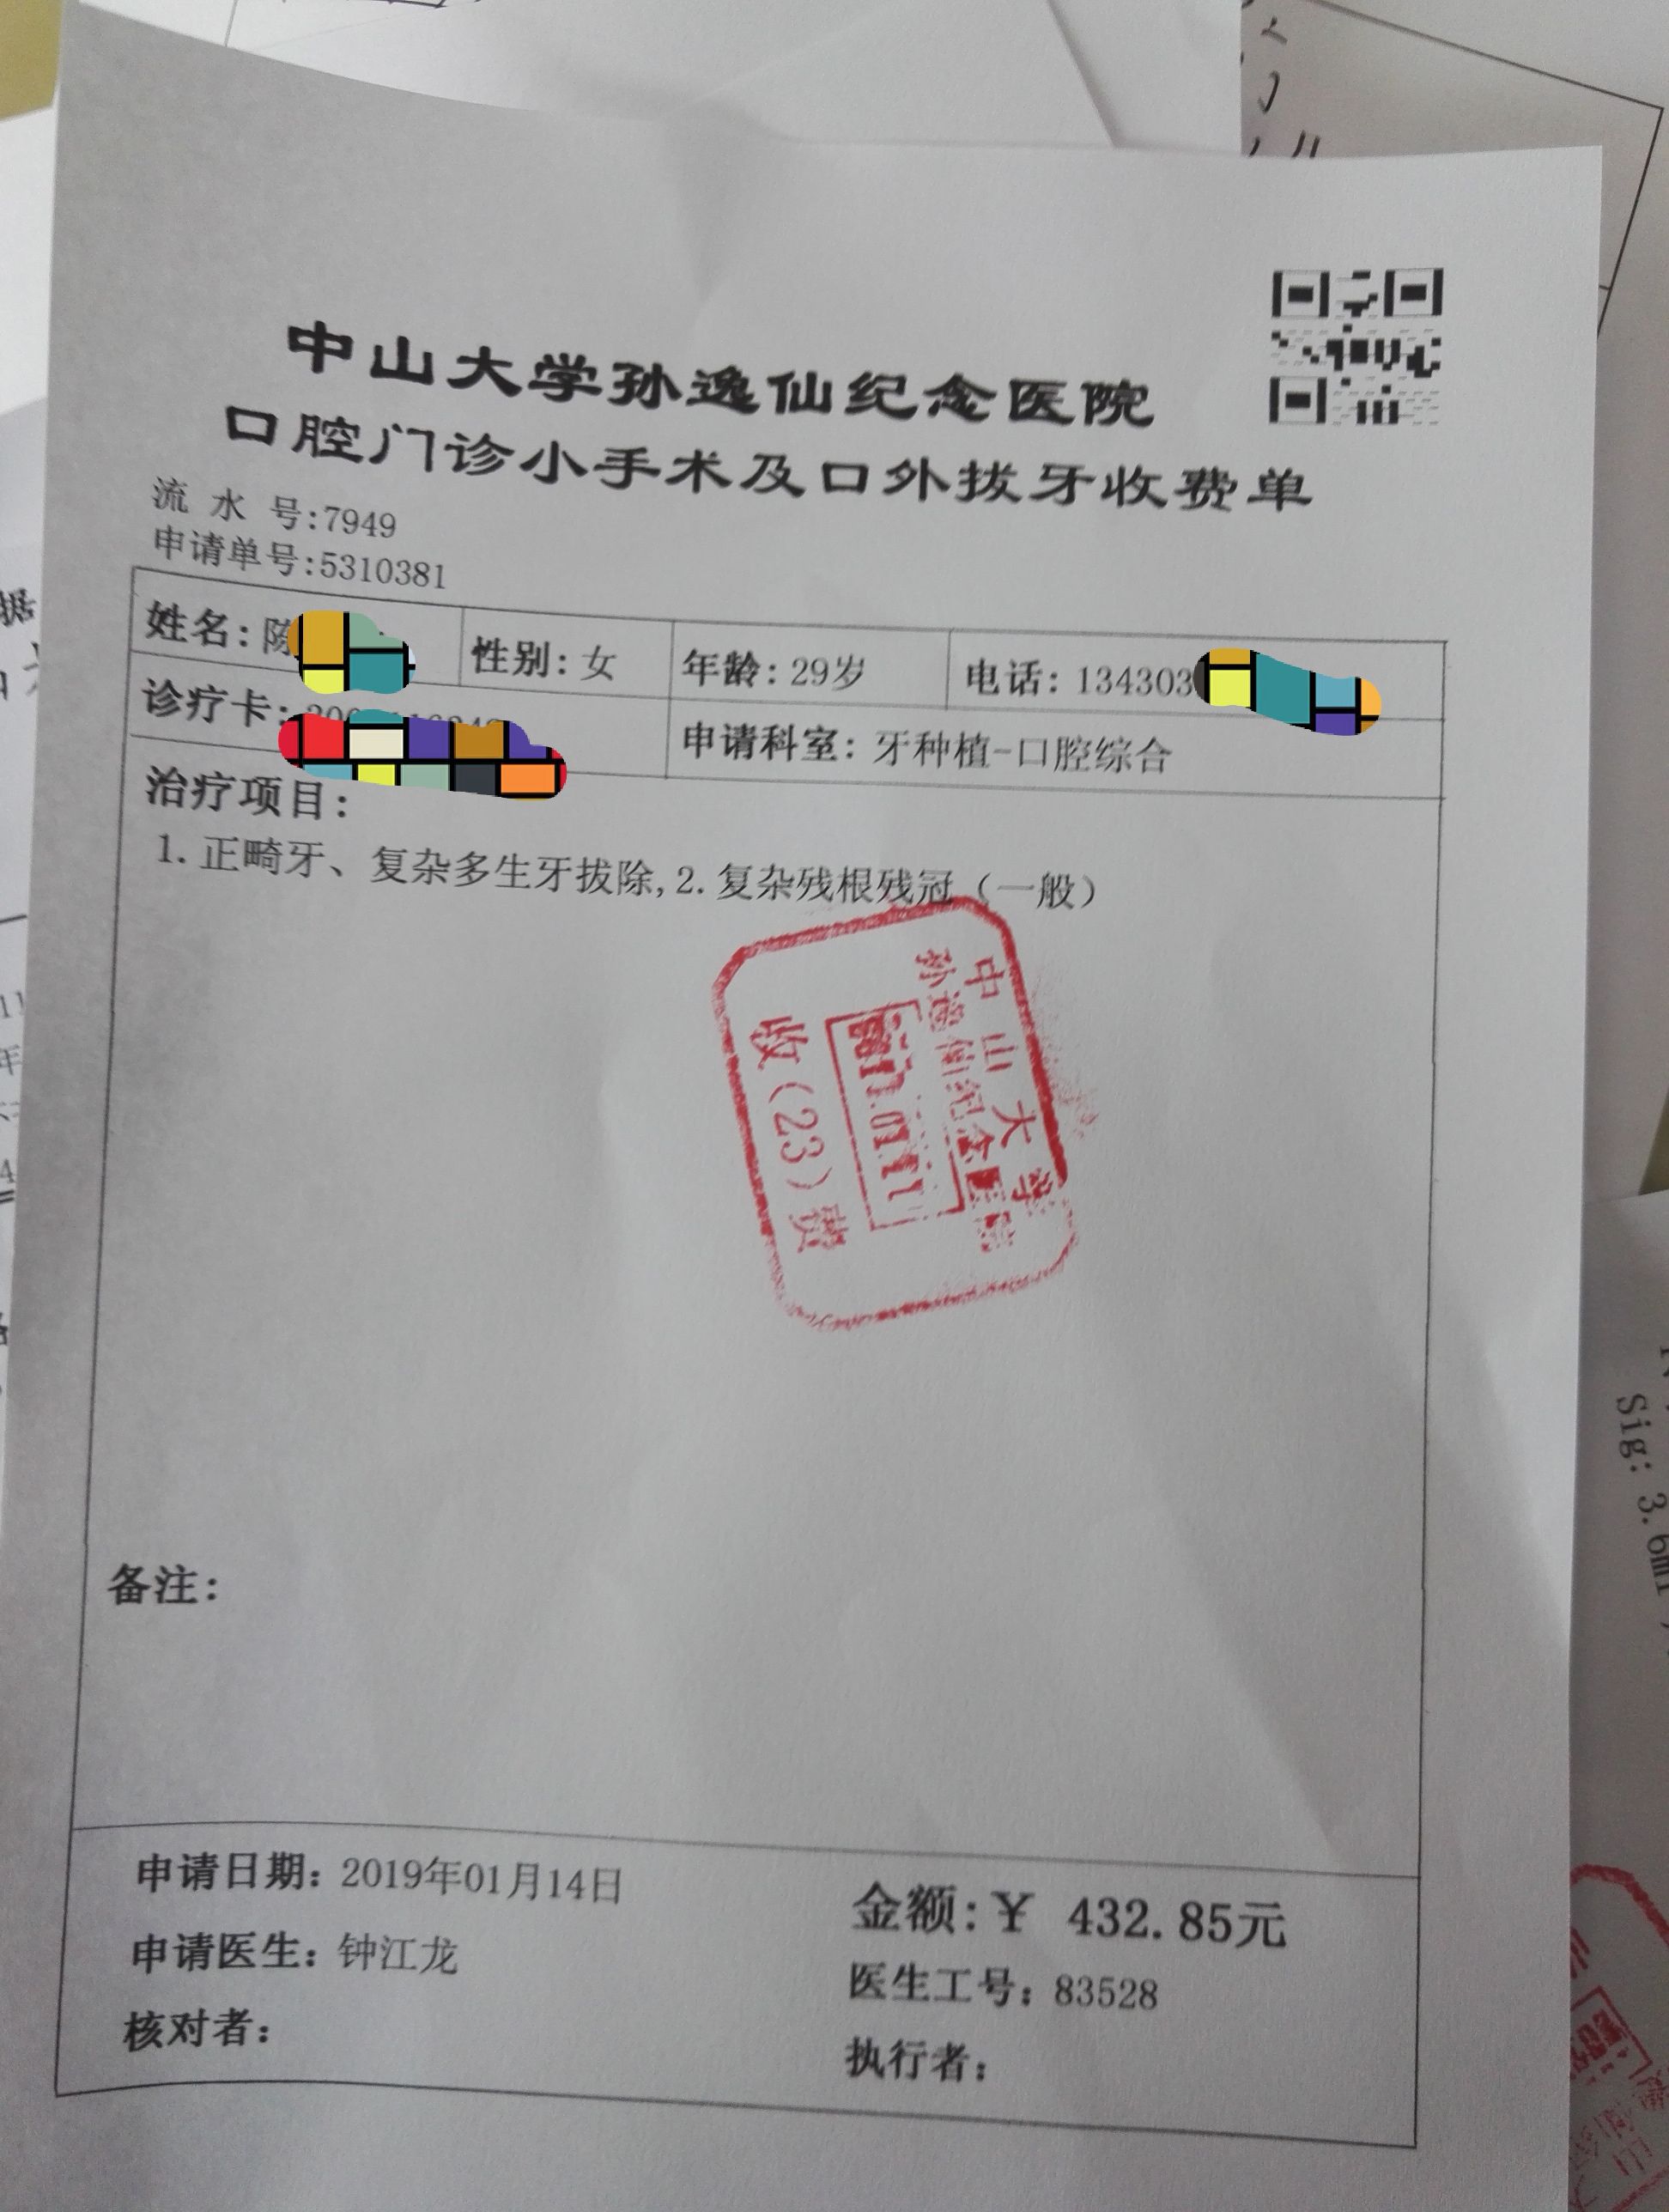 中山大学孙逸仙纪念医院
口腔门诊小手术及口外拔牙收费单
流 水 号:7949
申请单号:5310381
姓名: 陈
性别: 女
年龄: 29岁
电话: 134303
诊疗卡:
申请科室: 牙种植-口腔综合
治疗项目:
1. 正畸牙、复杂多生牙拔除,2. 复杂残根残冠（一般）
中山大学
孙逸仙纪念医院
收(23)费
备注:
申请日期: 2019年01月14日
金额:￥ 432.85元
申请医生: 钟江龙
医生工号: 83528
核对者:
执行者:
Sig: 3.6ml